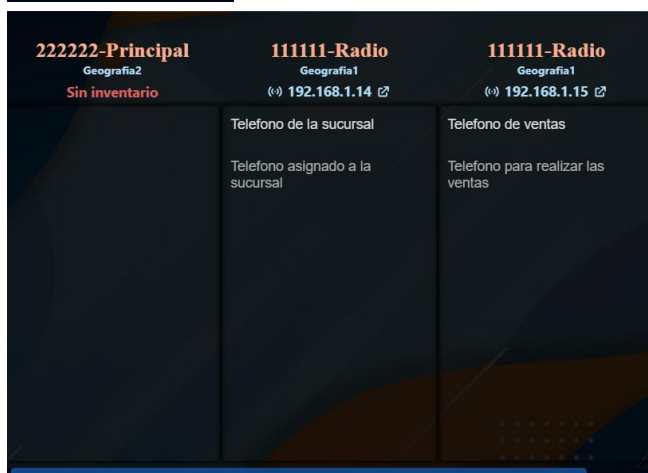 222222-Principal
Geografia2
Sin inventario
111111-Radio
Geografia1
192.168.1.14
Telefono de la sucursal
Telefono asignado a la
sucursal
111111-Radio
Geografia1
192.168.1.15
Telefono de ventas
Telefono para realizar las
ventas